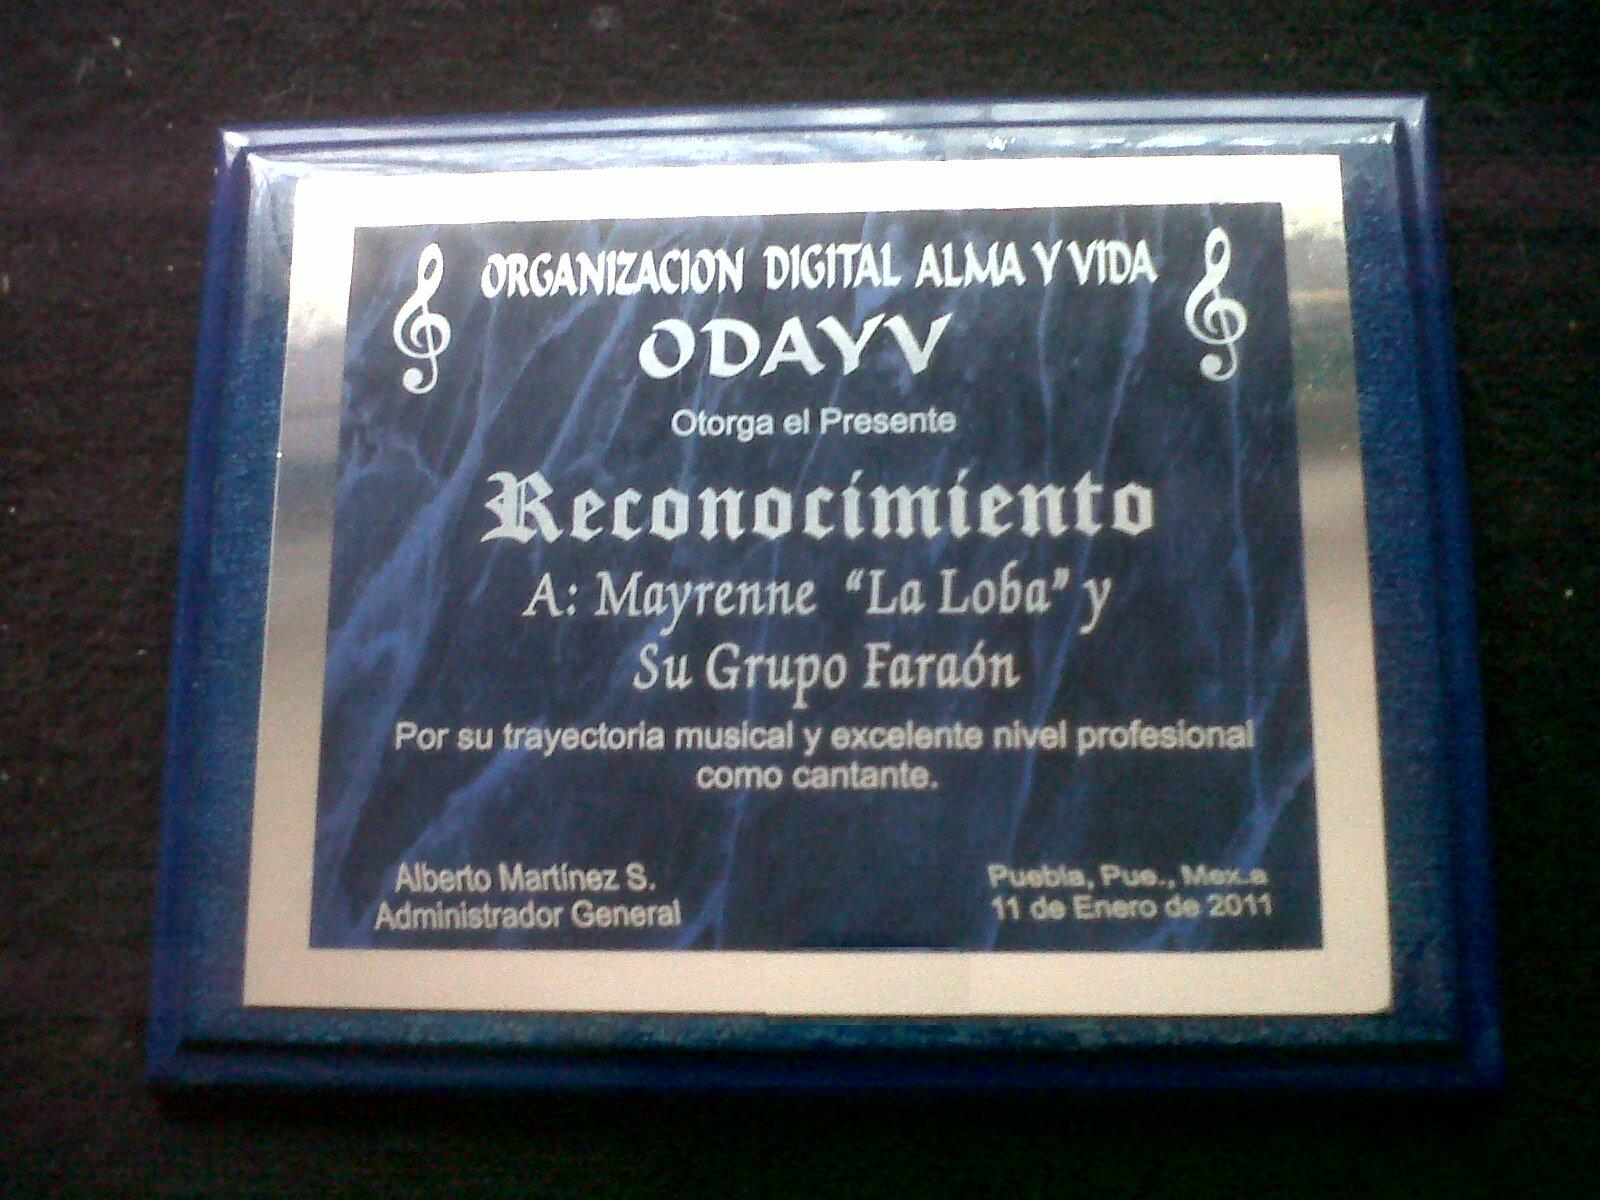 ORGANIZACION DIGITAL ALMA Y VIDA
ODAYV
Otorga el Presente
Reconocimiento
A: Mayrenne "La Loba" y
Su Grupo Faraón
Por su trayectoria musical y excelente nivel profesional
como cantante.
Alberto Martínez S.
Administrador General
Puebla, Pue., Mex.a
11 de Enero de 2011